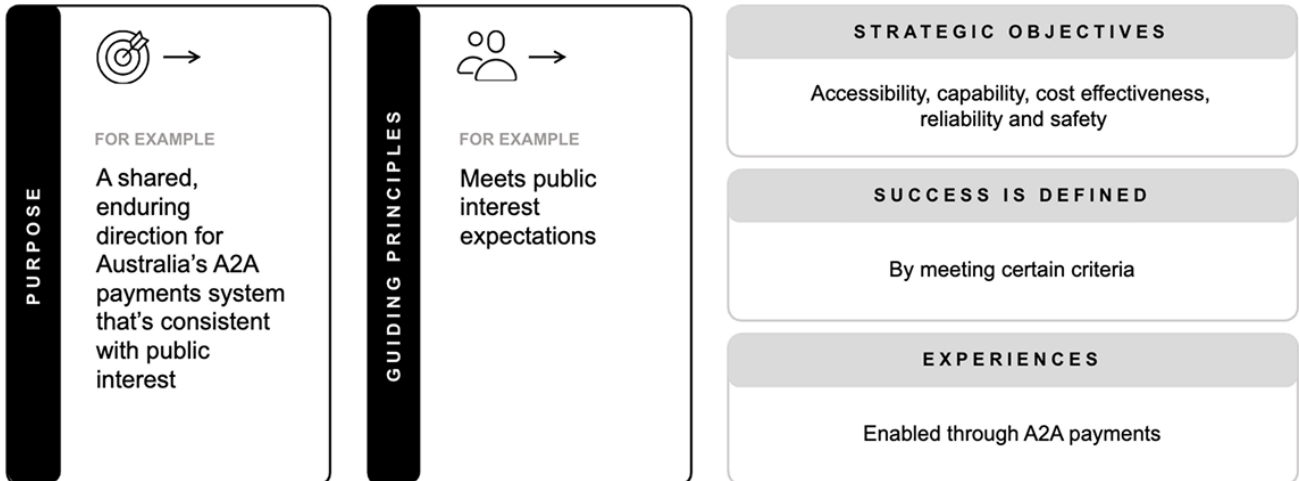 PURPOSE
FOR EXAMPLE
A shared,
enduring
direction for
Australia’s A2A
payments system
that’s consistent
with public
interest
GUIDING PRINCIPLES
FOR EXAMPLE
Meets public
interest
expectations
STRATEGIC OBJECTIVES
Accessibility, capability, cost effectiveness,
reliability and safety
SUCCESS IS DEFINED
By meeting certain criteria
EXPERIENCES
Enabled through A2A payments